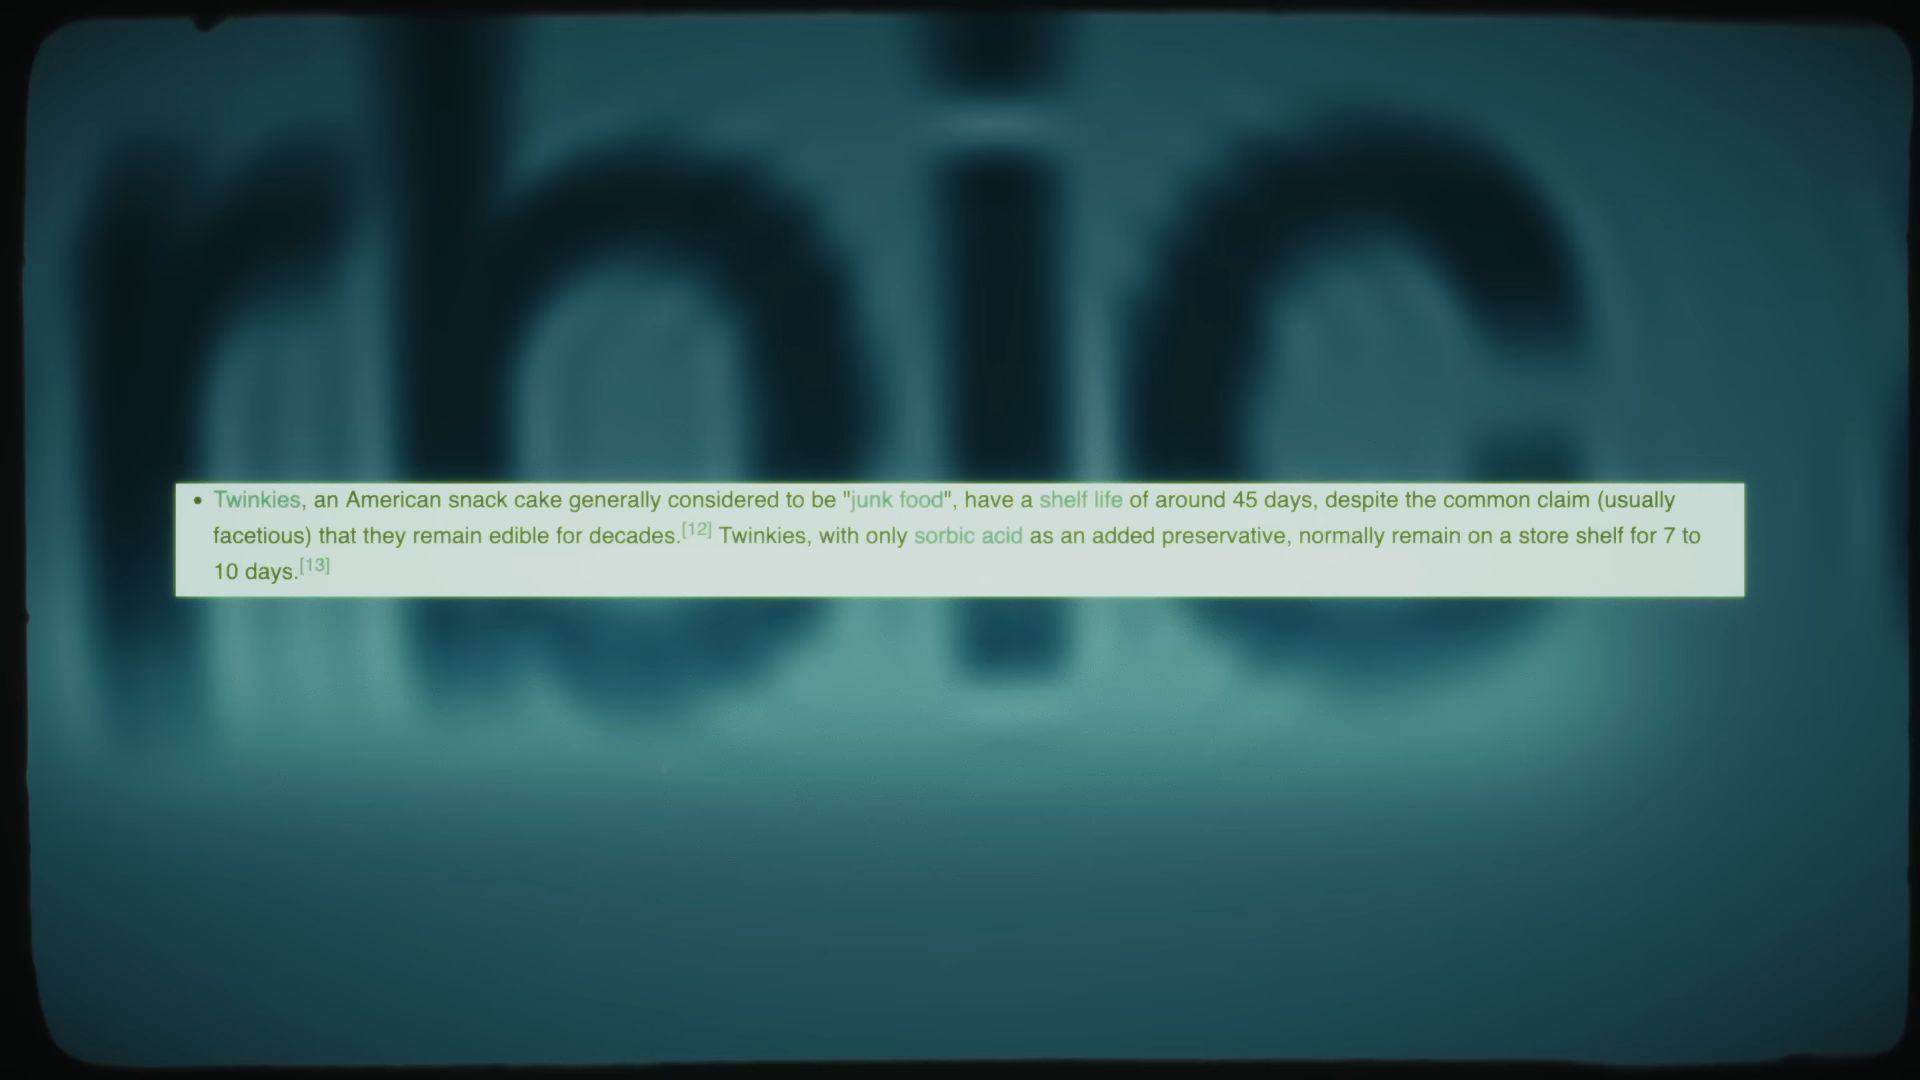 rbic
• Twinkies, an American snack cake generally considered to be "junk food", have a shelf life of around 45 days, despite the common claim (usually
facetious) that they remain edible for decades.[12] Twinkies, with only sorbic acid as an added preservative, normally remain on a store shelf for 7 to
10 days.[13]